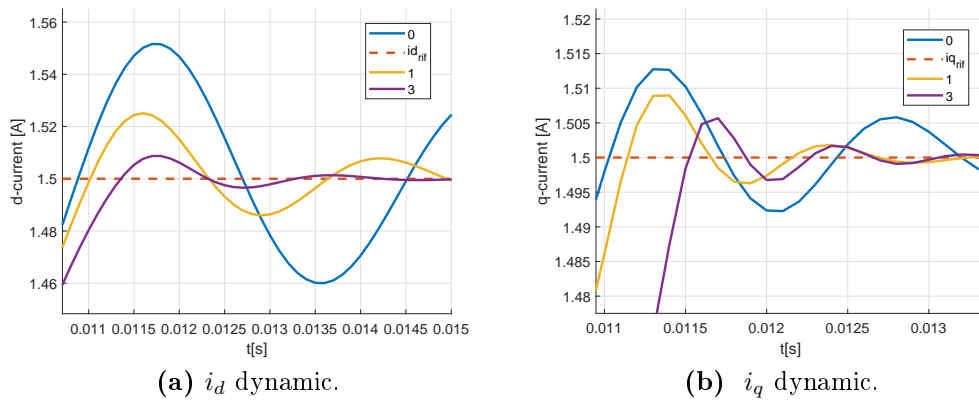 1.56
1.54
1.52
1.5
1.48
1.46
d-current [A]
0
id_rif
1
3
0.011 0.0115 0.012 0.0125 0.013 0.0135 0.014 0.0145 0.015
t[s]
(a) i_d dynamic.
1.52
1.515
1.51
1.505
1.5
1.495
1.49
1.485
1.48
q-current [A]
0
iq_rif
1
3
0.011 0.0115 0.012 0.0125 0.013
t[s]
(b) i_q dynamic.